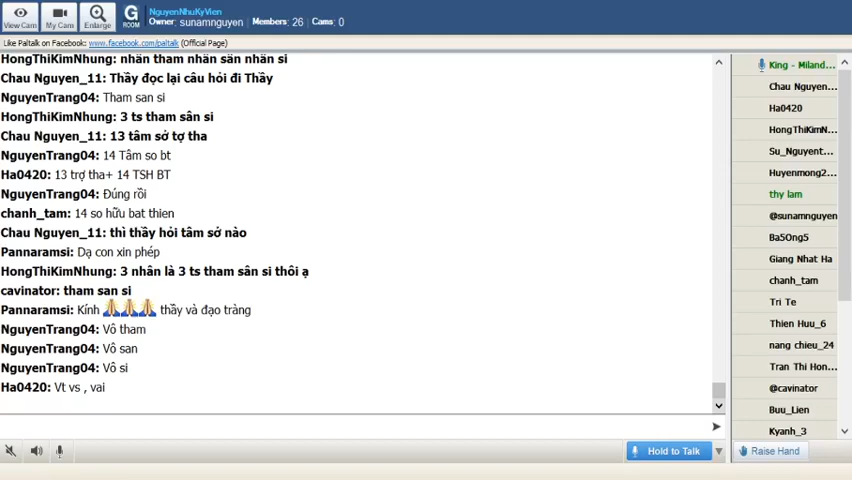 NguyenNhuKyVien
Owner: sunamnguyen Members: 26 Cams: 0
View Cam My Cam Enlarge G ROOM
Like Paltalk on Facebook: www.facebook.com/paltalk (Official Page)
HongThiKimNhung: nhân tham nhân sân nhân si
Chau Nguyen_11: Thầy đọc lại câu hỏi đi Thầy
NguyenTrang04: Tham san si
HongThiKimNhung: 3 ts tham sân si
Chau Nguyen_11: 13 tâm sở tợ tha
NguyenTrang04: 14 Tâm so bt
Ha0420: 13 trợ tha+ 14 TSH BT
NguyenTrang04: Đúng rồi
chanh_tam: 14 so hữu bat thien
Chau Nguyen_11: thì thầy hỏi tâm sở nào
Pannaramsi: Dạ con xin phép
HongThiKimNhung: 3 nhân là 3 ts tham sân si thôi ạ
cavinator: tham san si
Pannaramsi: Kính 🙏🙏🙏 thầy và đạo tràng
NguyenTrang04: Vô tham
NguyenTrang04: Vô san
NguyenTrang04: Vô si
Ha0420: Vt vs , vai
King - Miland...
Chau Nguyen...
Ha0420
HongThiKimN...
Su_Nguyent...
Huyenmong2...
thy lam
@sunamnguyen
BaSOng5
Giang Nhat Ha
chanh_tam
Tri Te
Thien Huu_6
nang chieu_24
Tran Thi Hon...
@cavinator
Buu_Lien
Kyanh_3
Hold to Talk
Raise Hand